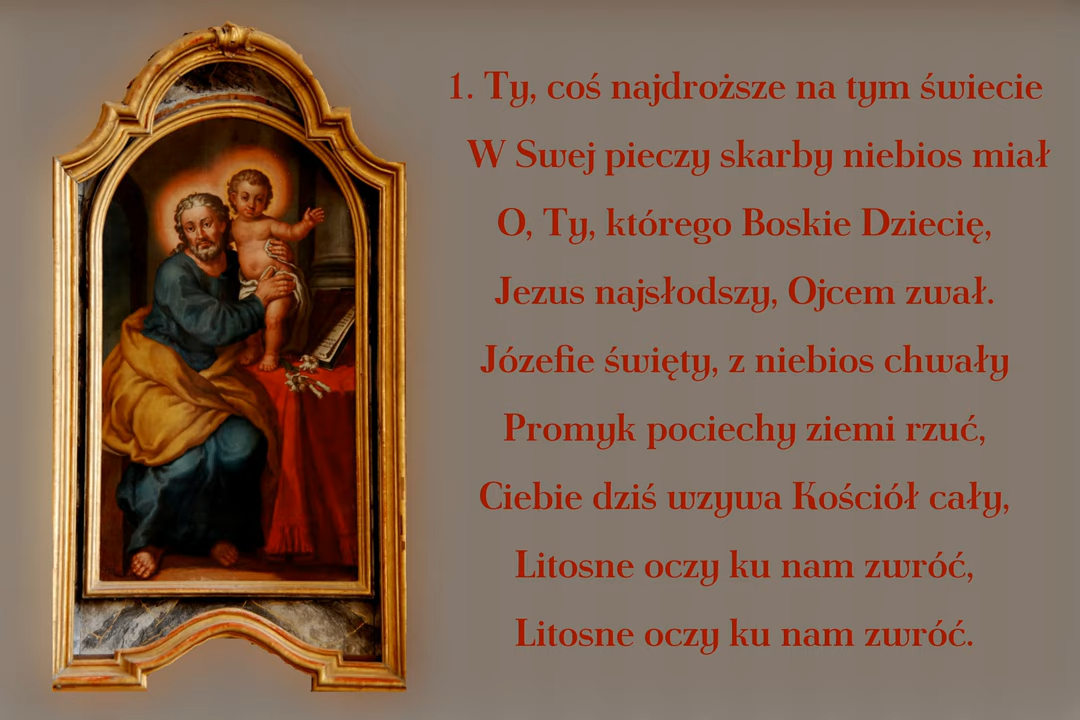 1. Ty, coś najdroższe na tym świecie
W Swej pieczy skarby niebios miał
O, Ty, którego Boskie Dziecię,
Jezus najsłodszy, Ojcem zwał.
Józefie święty, z niebios chwały
Promyk pociechy ziemi rzuć,
Ciebie dziś wzywa Kościół cały,
Litosne oczy ku nam zwróć,
Litosne oczy ku nam zwróć.